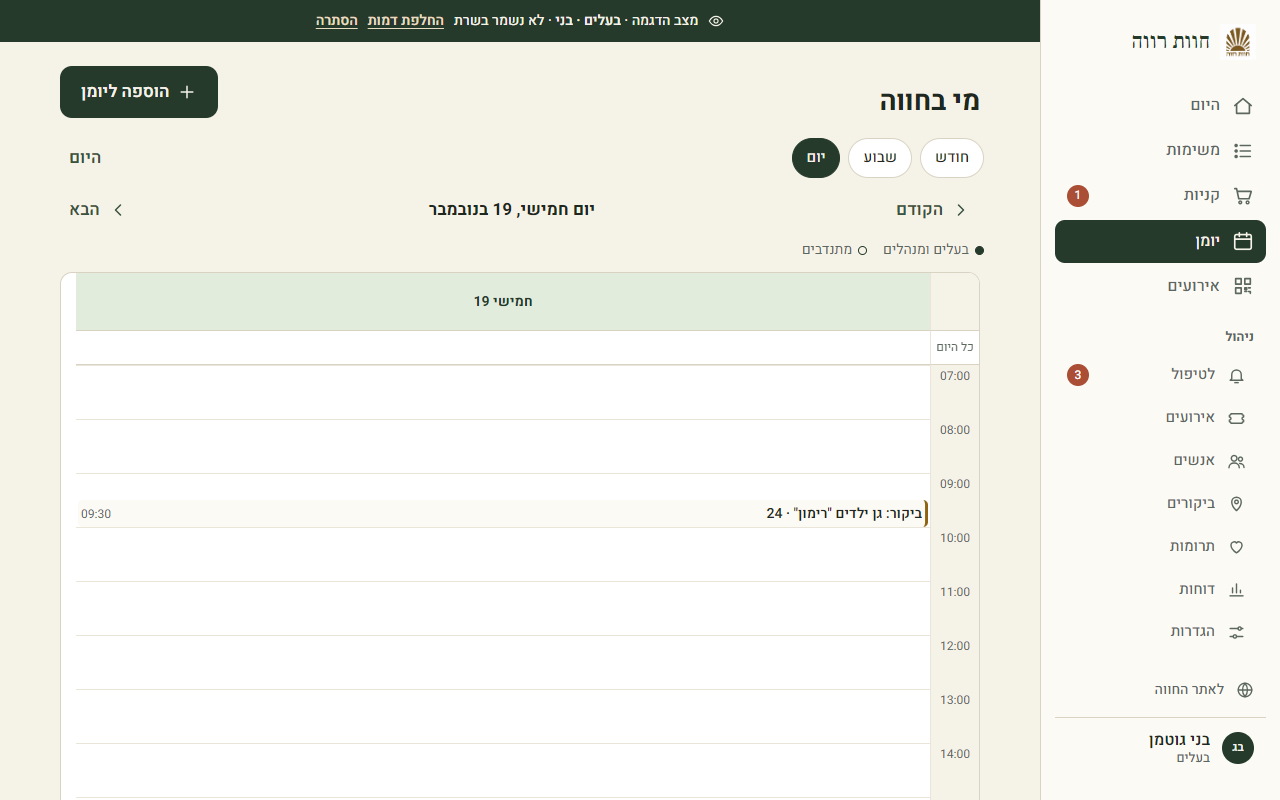 מצב הדגמה · בעלים · בני · לא נשמר בשרת החלפת דמות הסתרה
חוות רווה
היום
משימות
קניות 1
יומן
אירועים
ניהול
לטיפול 3
אירועים
אנשים
ביקורים
תרומות
דוחות
הגדרות
לאתר החווה
בג
בני גוטמן
בעלים
מי בחווה
הוספה ליומן
חודש שבוע יום
היום
הקודם
יום חמישי, 19 בנובמבר
הבא
בעלים ומנהלים מתנדבים
חמישי 19
כל היום
07:00
08:00
09:00
ביקור: גן ילדים "רימון" · 24 09:30
10:00
11:00
12:00
13:00
14:00